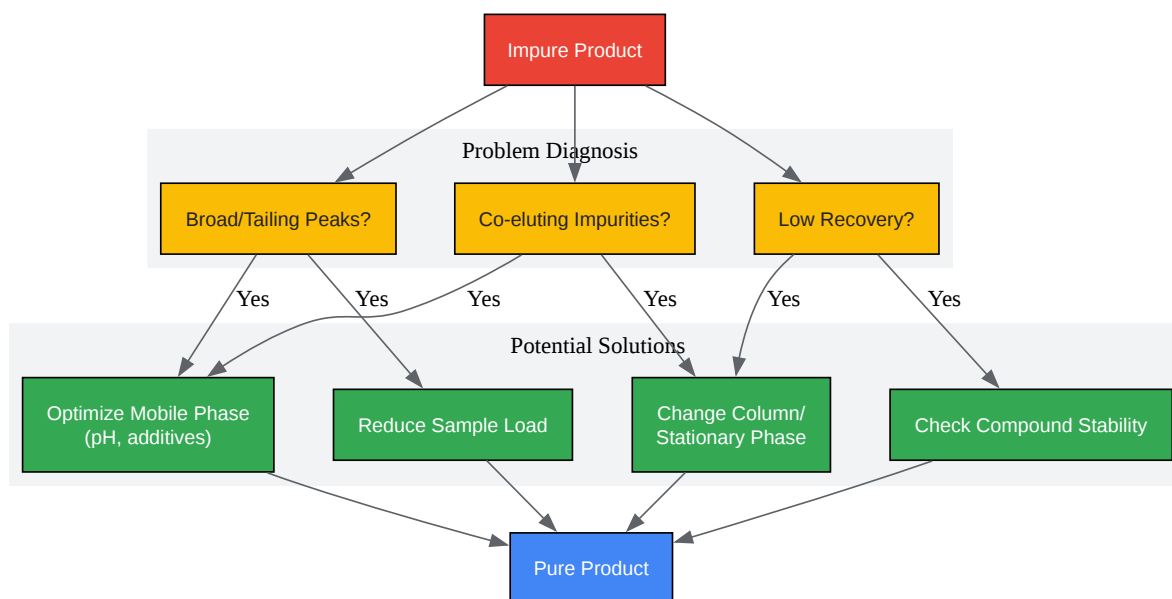 Impure Product
Problem Diagnosis
Broad/Tailing Peaks?
Co-eluting Impurities?
Low Recovery?
Yes
Yes
Yes
Yes
Yes
Yes
Potential Solutions
Optimize Mobile Phase
(pH, additives)
Reduce Sample Load
Change Column/
Stationary Phase
Check Compound Stability
Pure Product